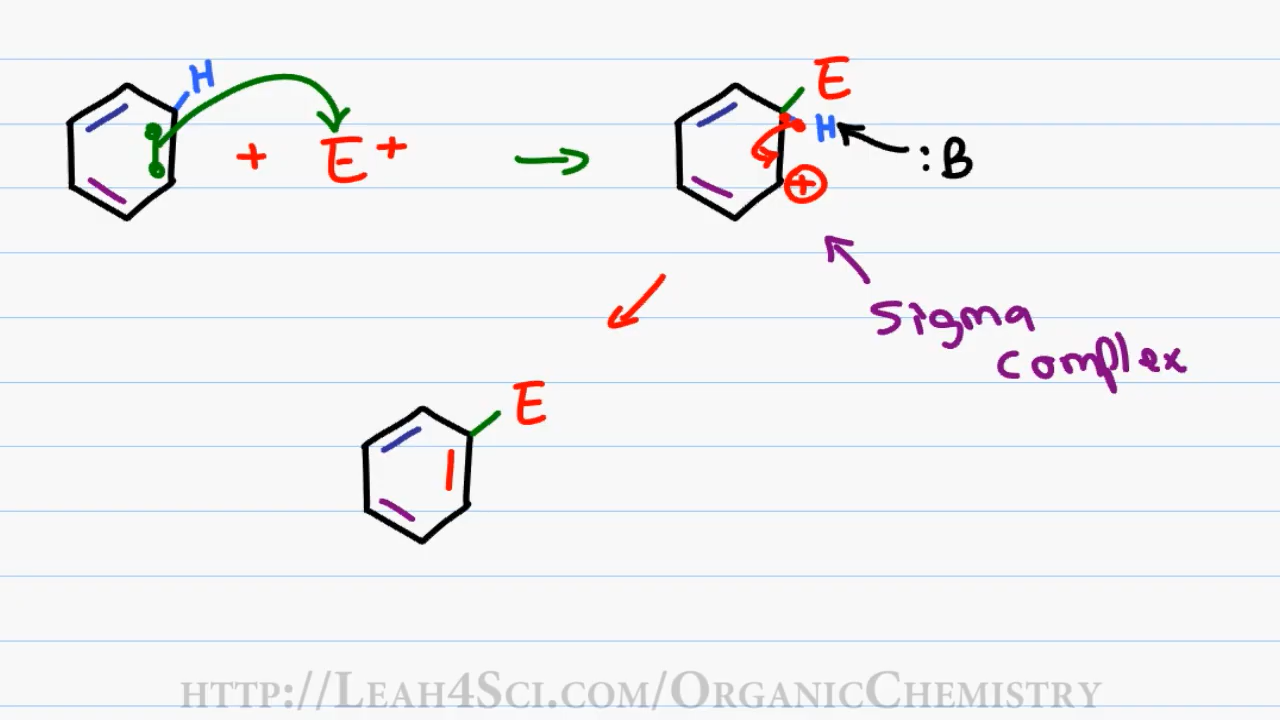 H
+ E+
E
H
:B
+
Sigma
complex
E
HTTP://LEAH4SCI.COM/ORGANICCHEMISTRY